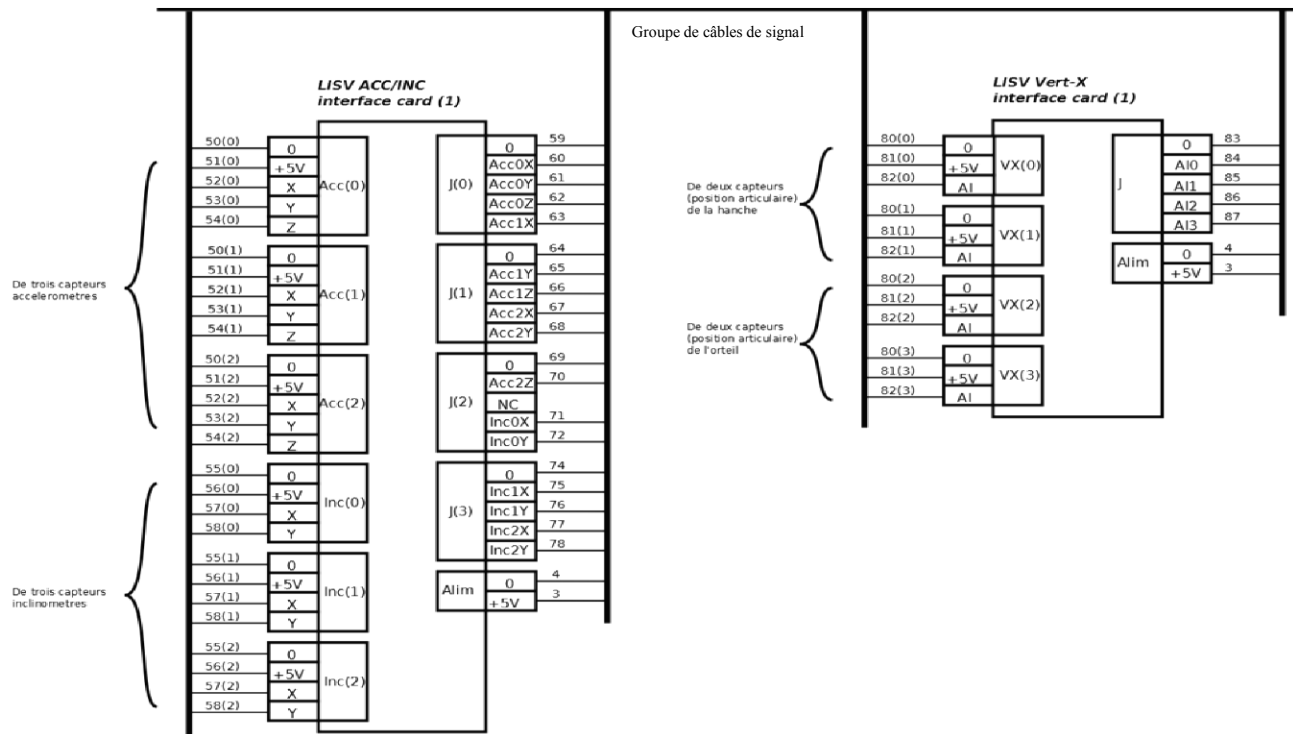 Groupe de câbles de signal
LISV ACC/INC
interface card (1)
De trois capteurs
accelerometres
De trois capteurs
inclinometres
50(0)
0
51(0)
+5V
52(0)
X
53(0)
Y
54(0)
Z
Acc(0)
50(1)
0
51(1)
+5V
52(1)
X
53(1)
Y
54(1)
Z
Acc(1)
50(2)
0
51(2)
+5V
52(2)
X
53(2)
Y
54(2)
Z
Acc(2)
55(0)
0
56(0)
+5V
57(0)
X
58(0)
Y
Inc(0)
55(1)
0
56(1)
+5V
57(1)
X
58(1)
Y
Inc(1)
55(2)
0
56(2)
+5V
57(2)
X
58(2)
Y
Inc(2)
J(0)
0
59
Acc0X
60
Acc0Y
61
Acc0Z
62
Acc1X
63
J(1)
0
64
Acc1Y
65
Acc1Z
66
Acc2X
67
Acc2Y
68
J(2)
0
69
Acc2Z
70
NC
Inc0X
71
Inc0Y
72
J(3)
0
74
Inc1X
75
Inc1Y
76
Inc2X
77
Inc2Y
78
Alim
0
4
+5V
3
LISV Vert-X
interface card (1)
De deux capteurs
(position articulaire)
de la hanche
De deux capteurs
(position articulaire)
de l'orteil
80(0)
0
81(0)
+5V
82(0)
AI
VX(0)
80(1)
0
81(1)
+5V
82(1)
AI
VX(1)
80(2)
0
81(2)
+5V
82(2)
AI
VX(2)
80(3)
0
81(3)
+5V
82(3)
AI
VX(3)
J
0
83
AI0
84
AI1
85
AI2
86
AI3
87
Alim
0
4
+5V
3